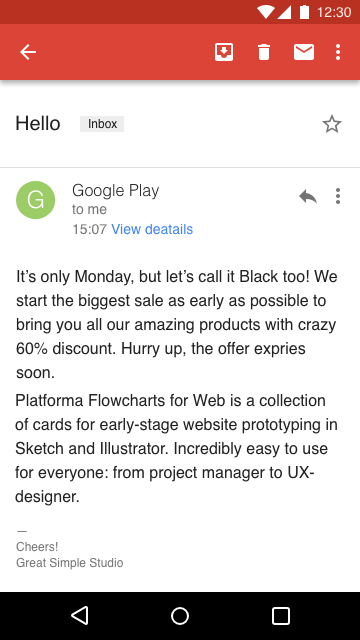 12:30
Hello Inbox
G
Google Play
to me
15:07 View deatails
It's only Monday, but let's call it Black too! We
start the biggest sale as early as possible to
bring you all our amazing products with crazy
60% discount. Hurry up, the offer expries
soon.
Platforma Flowcharts for Web is a collection
of cards for early-stage website prototyping in
Sketch and Illustrator. Incredibly easy to use
for everyone: from project manager to UX-
designer.
—
Cheers!
Great Simple Studio